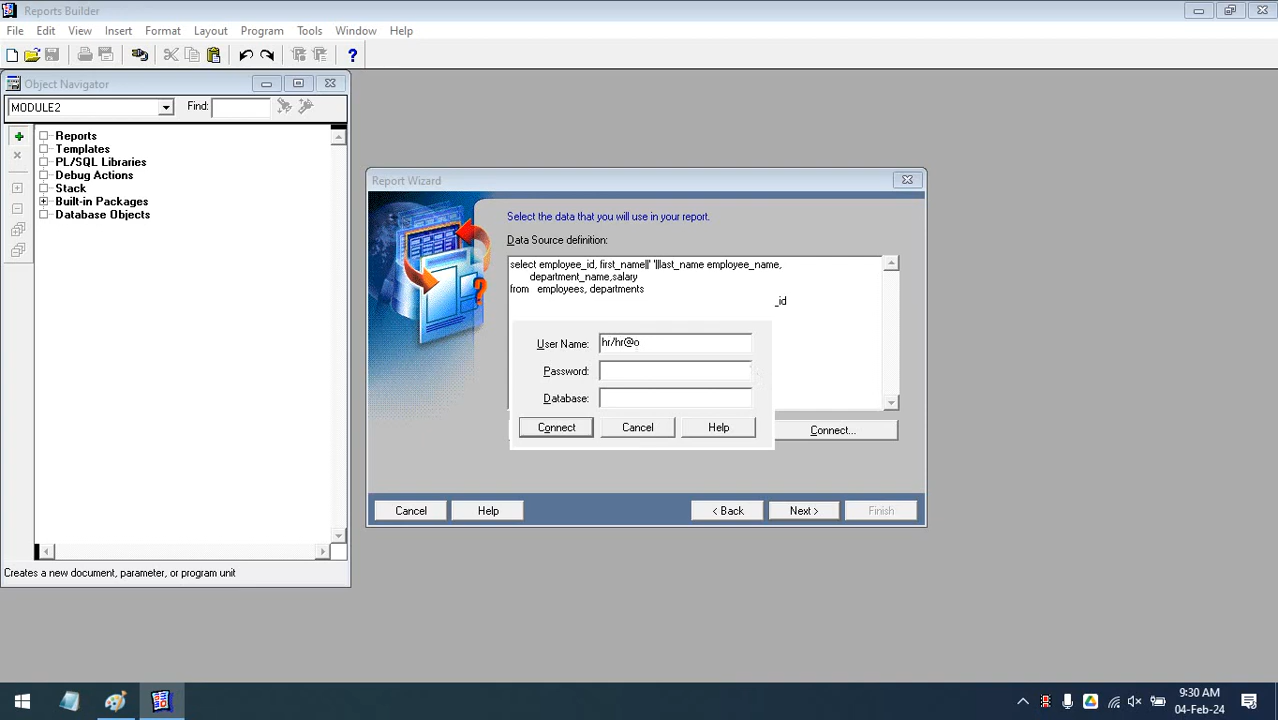 Reports Builder
File Edit View Insert Format Layout Program Tools Window Help
Object Navigator
MODULE2
Find:
Reports
Templates
PL/SQL Libraries
Debug Actions
Stack
Built-in Packages
Database Objects
Creates a new document, parameter, or program unit
Report Wizard
Select the data that you will use in your report.
Data Source definition:
select employee_id, first_name||' '||last_name employee_name,
department_name,salary
from employees, departments
_id
User Name: hr/hr@o
Password:
Database:
Connect Cancel Help
Connect...
Cancel Help < Back Next > Finish
9:30 AM
04-Feb-24